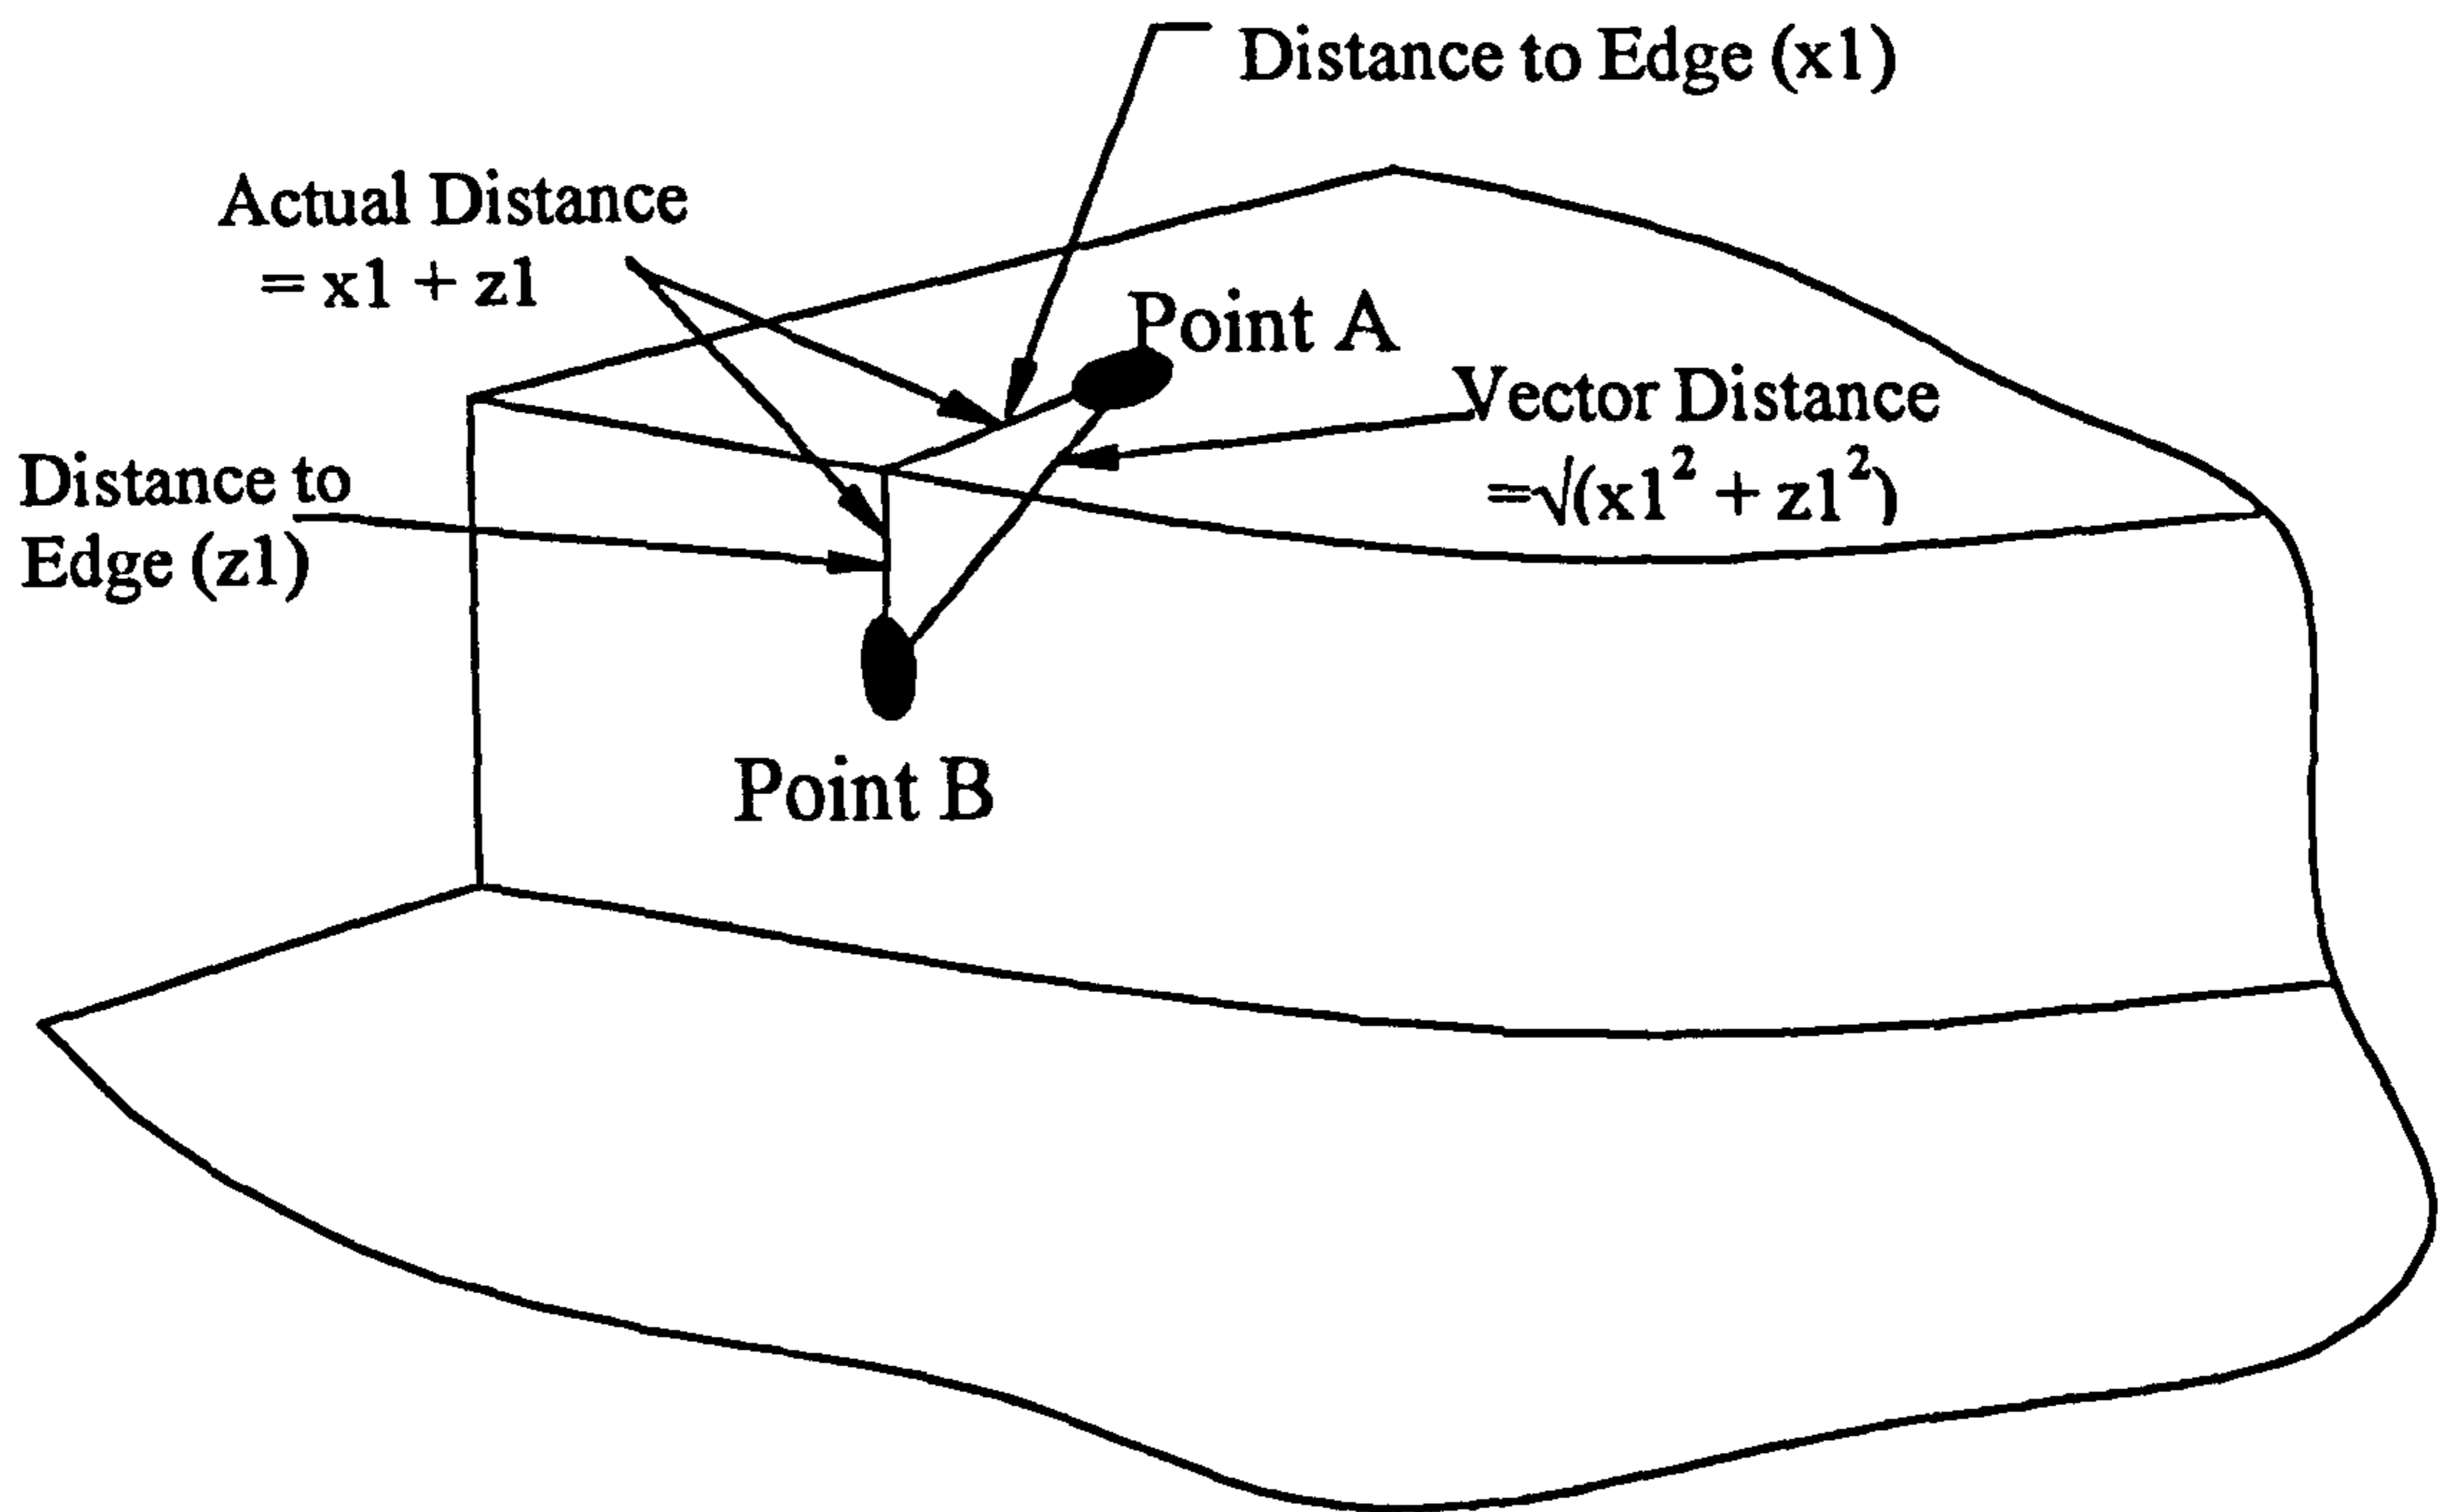 Distance to Edge (x1)
Actual Distance
= x1 + z1
Point A
Vector Distance
=√(x1² + z1²)
Distance to
Edge (z1)
Point B